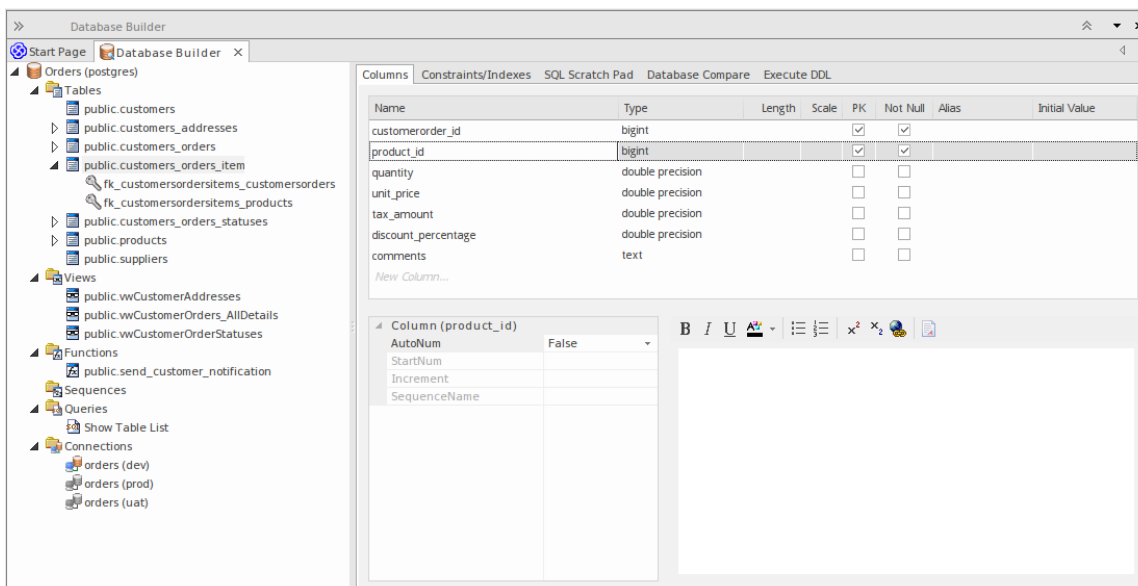 Database Builder
Start Page Database Builder
Orders (postgres)
Tables
public.customers
public.customers_addresses
public.customers_orders
public.customers_orders_item
fk_customersordersitems_customersorders
fk_customersordersitems_products
public.customers_orders_statuses
public.products
public.suppliers
Views
public.vwCustomerAddresses
public.vwCustomerOrders_AllDetails
public.vwCustomerOrderStatuses
Functions
public.send_customer_notification
Sequences
Queries
Show Table List
Connections
orders (dev)
orders (prod)
orders (uat)
Columns Constraints/Indexes SQL Scratch Pad Database Compare Execute DDL
Name Type Length Scale PK Not Null Alias Initial Value
customerorder_id bigint
product_id bigint
quantity double precision
unit_price double precision
tax_amount double precision
discount_percentage double precision
comments text
New Column...
Column (product_id)
AutoNum False
StartNum
Increment
SequenceName
B I U A x² x₂